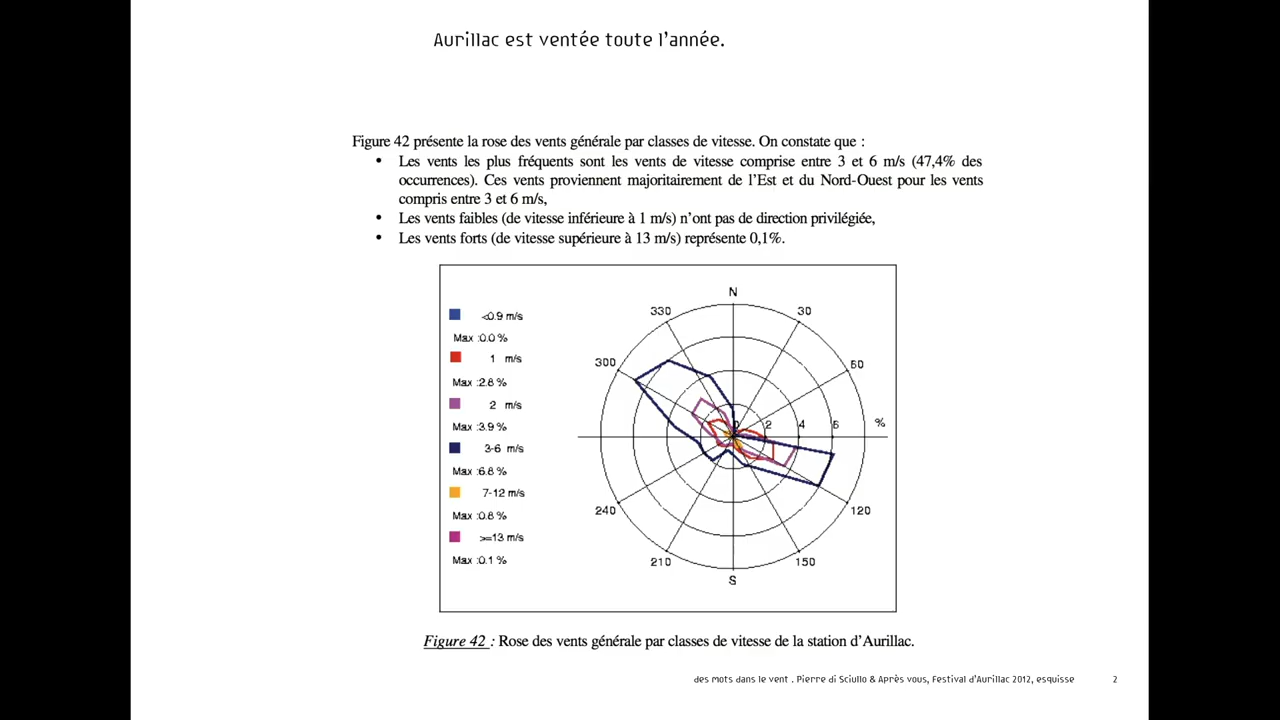 Aurillac est ventée toute l'année.
Figure 42 présente la rose des vents générale par classes de vitesse. On constate que :
• Les vents les plus fréquents sont les vents de vitesse comprise entre 3 et 6 m/s (47,4% des
occurrences). Ces vents proviennent majoritairement de l'Est et du Nord-Ouest pour les vents
compris entre 3 et 6 m/s,
• Les vents faibles (de vitesse inférieure à 1 m/s) n'ont pas de direction privilégiée,
• Les vents forts (de vitesse supérieure à 13 m/s) représente 0,1%.
N
330
30
300
60
<0.9 m/s
Max :0.0 %
1 m/s
Max :2.8 %
2 m/s
Max :3.9 %
3-6 m/s
Max :6.8 %
7-12 m/s
Max :0.8 %
>=13 m/s
Max :0.1 %
0 2 4 6 %
240
120
210
150
S
Figure 42 : Rose des vents générale par classes de vitesse de la station d'Aurillac.
des mots dans le vent . Pierre di Sciullo & Après vous, Festival d'Aurillac 2012, esquisse 2